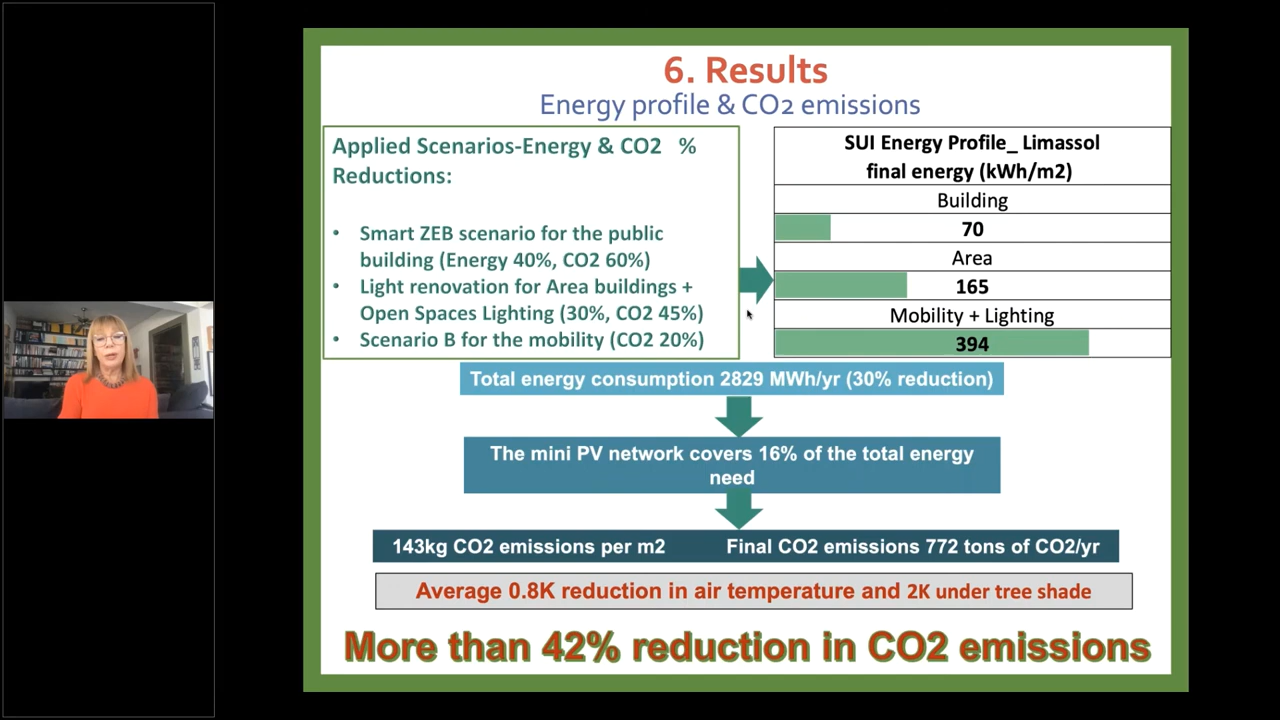 6. Results
Energy profile & CO2 emissions
Applied Scenarios-Energy & CO2 %
Reductions:
• Smart ZEB scenario for the public
building (Energy 40%, CO2 60%)
• Light renovation for Area buildings +
Open Spaces Lighting (30%, CO2 45%)
• Scenario B for the mobility (CO2 20%)
SUI Energy Profile_ Limassol
final energy (kWh/m2)
Building
70
Area
165
Mobility + Lighting
394
Total energy consumption 2829 MWh/yr (30% reduction)
The mini PV network covers 16% of the total energy
need
143kg CO2 emissions per m2 Final CO2 emissions 772 tons of CO2/yr
Average 0.8K reduction in air temperature and 2K under tree shade
More than 42% reduction in CO2 emissions